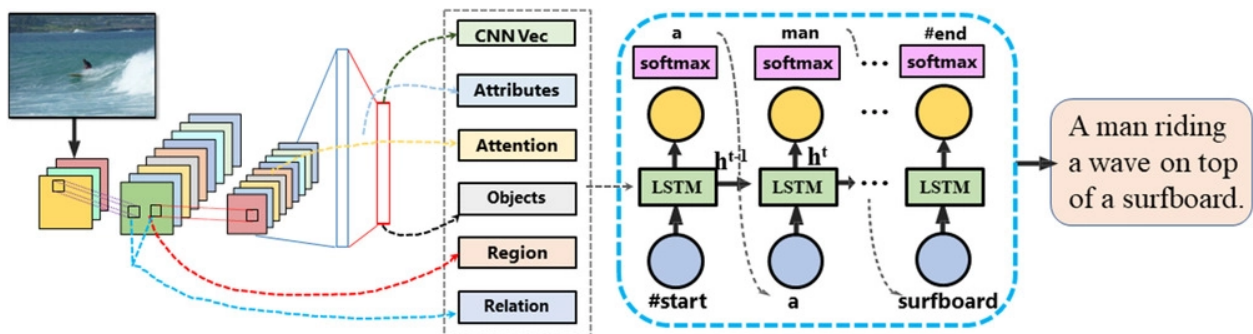 CNN Vec
Attributes
Attention
Objects
Region
Relation
a man #end
softmax softmax ... softmax
...
h^t-1 h^t
LSTM LSTM ... LSTM
#start a surfboard
A man riding
a wave on top
of a surfboard.